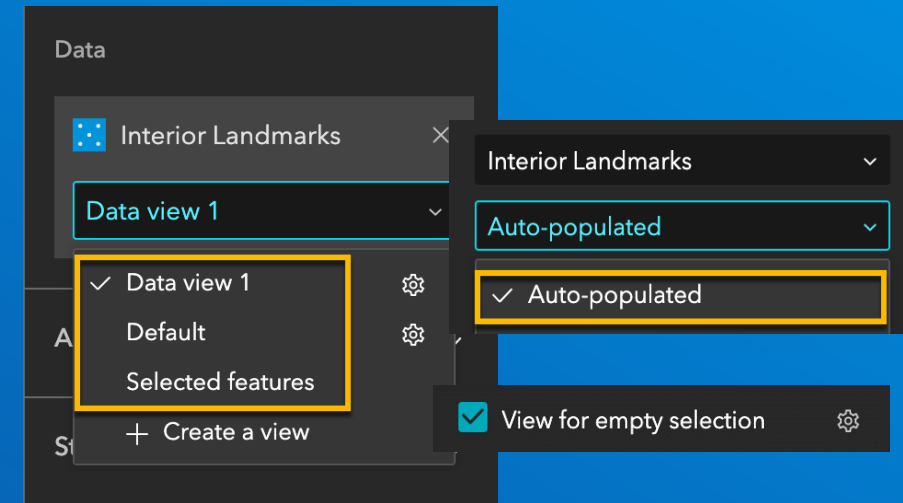 Data
Interior Landmarks
Data view 1
Data view 1
Default
Selected features
Create a view
A
St
Interior Landmarks
Auto-populated
Auto-populated
View for empty selection